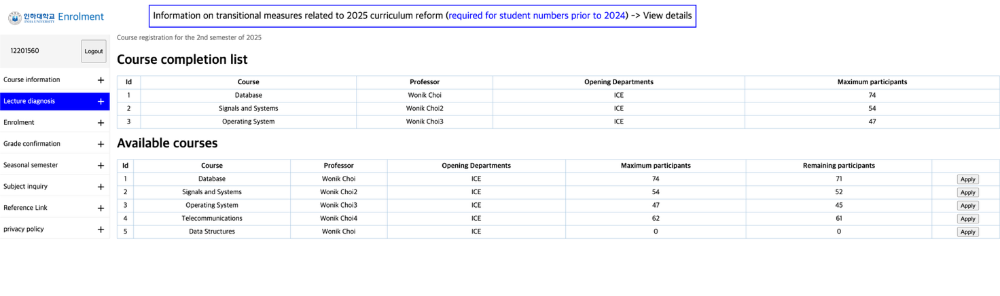 인하대학교 INHA UNIVERSITY Enrolment
Information on transitional measures related to 2025 curriculum reform (required for student numbers prior to 2024) -> View details
12201560 Logout
Course information +
Lecture diagnosis +
Enrolment +
Grade confirmation +
Seasonal semester +
Subject inquiry +
Reference Link +
privacy policy +
Course registration for the 2nd semester of 2025
Course completion list
Id Course Professor Opening Departments Maximum participants
1 Database Wonik Choi ICE 74
2 Signals and Systems Wonik Choi2 ICE 54
3 Operating System Wonik Choi3 ICE 47
Available courses
Id Course Professor Opening Departments Maximum participants Remaining participants
1 Database Wonik Choi ICE 74 71 Apply
2 Signals and Systems Wonik Choi2 ICE 54 52 Apply
3 Operating System Wonik Choi3 ICE 47 45 Apply
4 Telecommunications Wonik Choi4 ICE 62 61 Apply
5 Data Structures Wonik Choi ICE 0 0 Apply